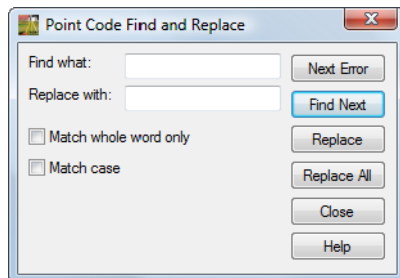 Point Code Find and Replace
Find what:
Next Error
Replace with:
Find Next
Match whole word only
Replace
Match case
Replace All
Close
Help